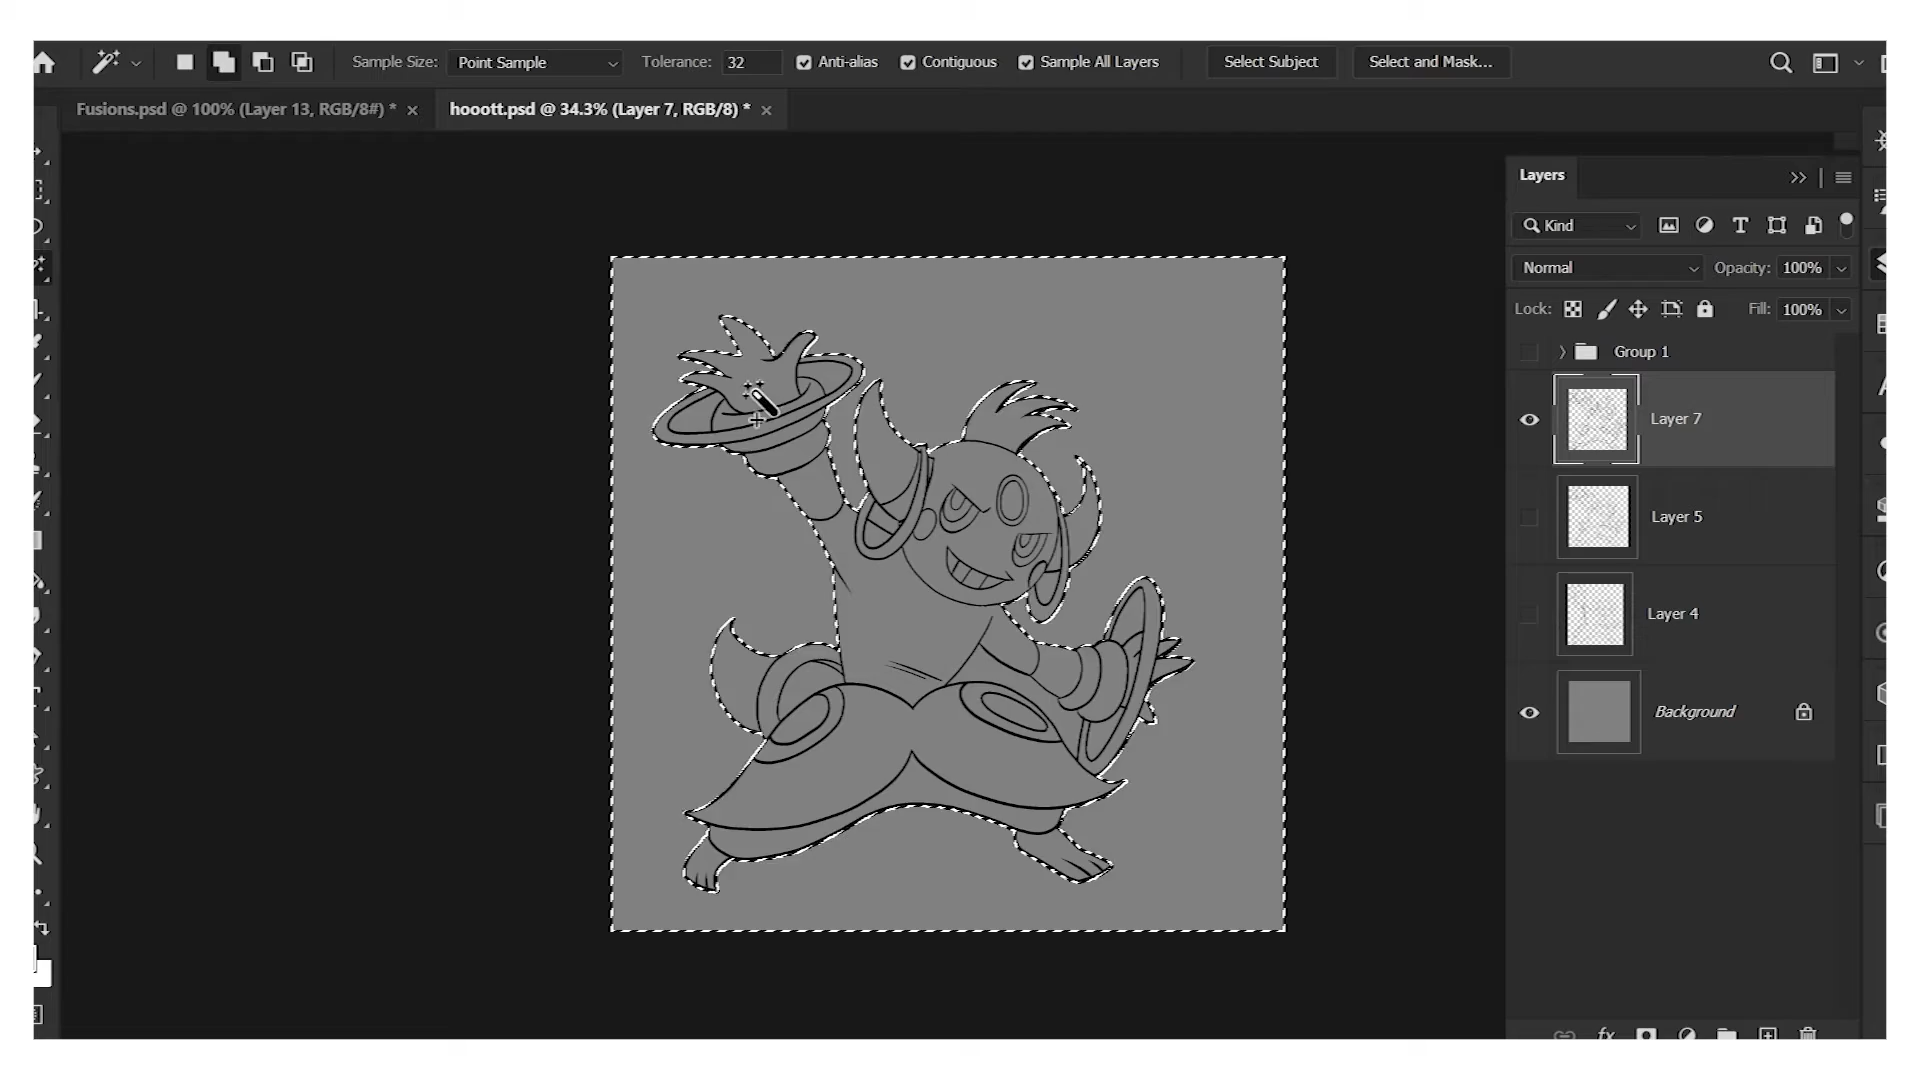 Sample Size: Point Sample Tolerance: 32 Anti-alias Contiguous Sample All Layers Select Subject Select and Mask...
Fusions.psd @ 100% (Layer 13, RGB/8#) * × hooott.psd @ 34.3% (Layer 7, RGB/8) * ×
Layers
Kind
Normal Opacity: 100%
Lock: Fill: 100%
Group 1
Layer 7
Layer 5
Layer 4
Background
fx